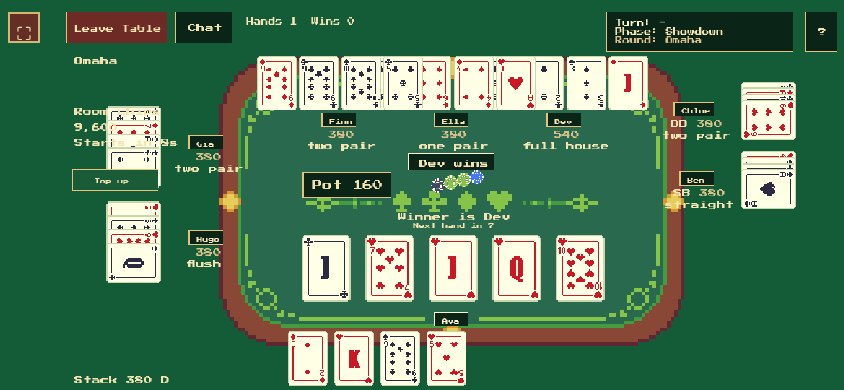 Leave Table
Chat
Hands 1 Wins 0
Turn: -
Phase: Showdown
Round: Omaha
?
Omaha
Finn
380
two pair
Ella
380
one pair
Dev
540
full house
Chloe
DD 380
two pair
Gia
380
two pair
Dev wins
Top up
Pot 160
Ben
SB 380
straight
Winner is Dev
Next hand in 7
Hugo
380
flush
J
7
J
Q
10
Ava
K
Stack 380 D